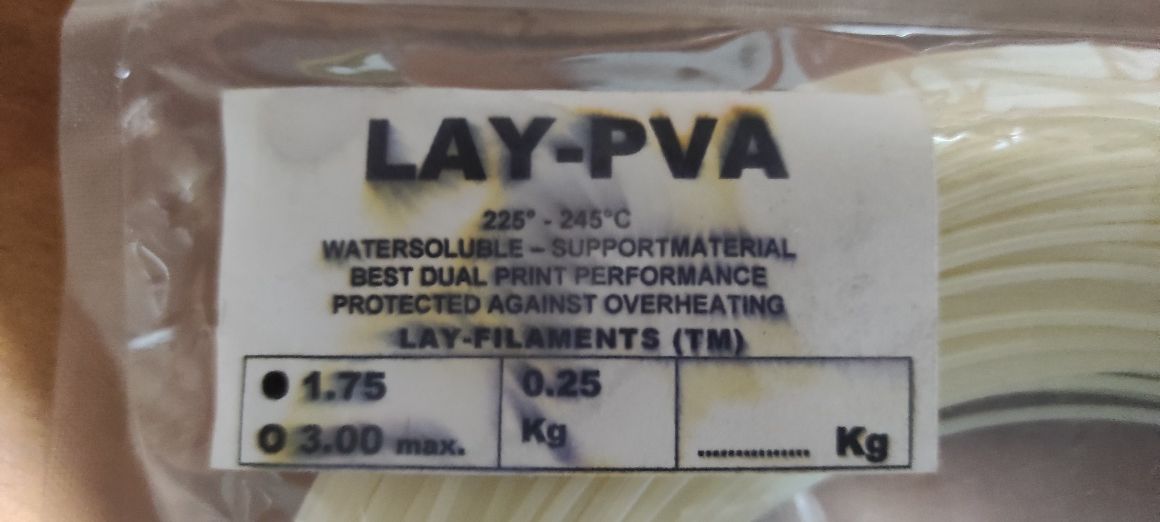 LAY-PVA
225° - 245°C
WATERSOLUBLE – SUPPORTMATERIAL
BEST DUAL PRINT PERFORMANCE
PROTECTED AGAINST OVERHEATING
LAY-FILAMENTS (TM)
● 1.75
O 3.00 max.
0.25
Kg
............... Kg